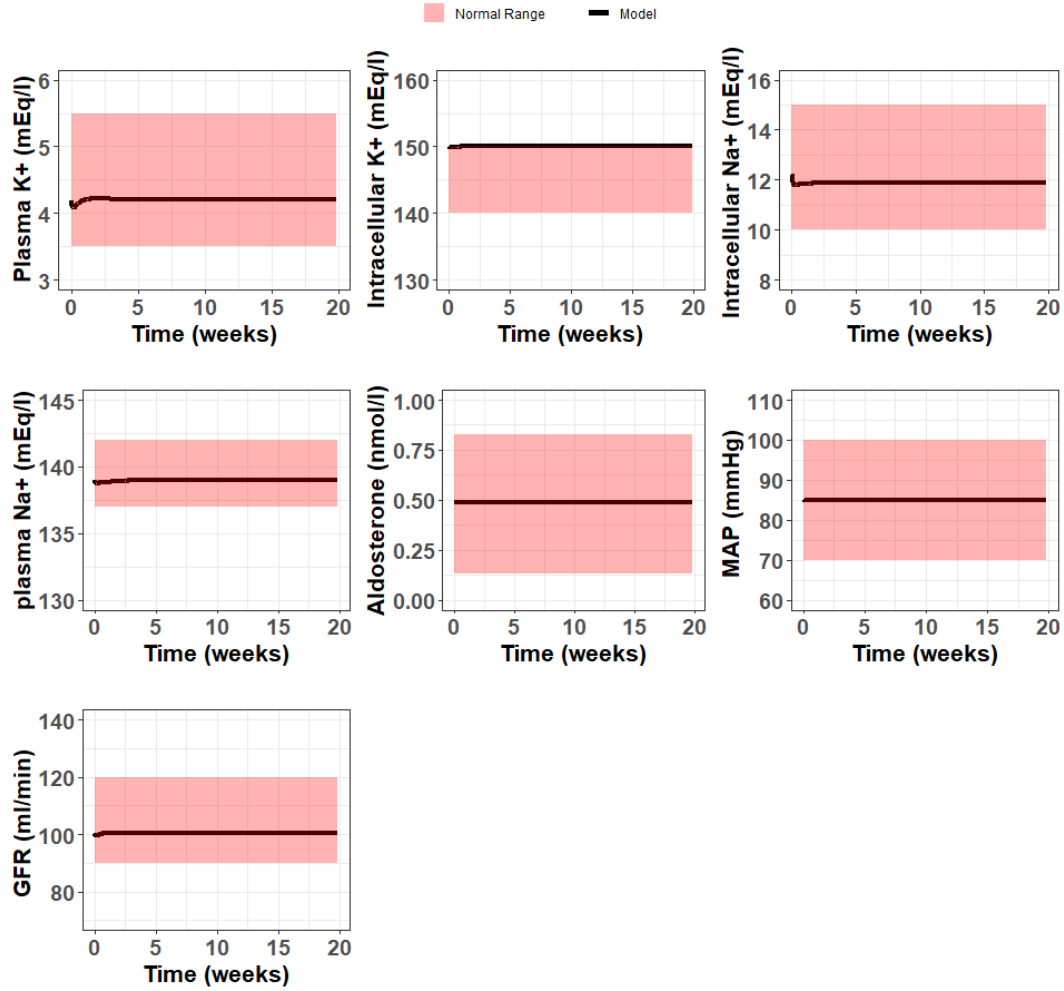 Normal Range Model
Plasma K+ (mEq/l)
6
5
4
3
0 5 10 15 20
Time (weeks)
Intracellular K+ (mEq/l)
160
150
140
130
0 5 10 15 20
Time (weeks)
Intracellular Na+ (mEq/l)
16
14
12
10
8
0 5 10 15 20
Time (weeks)
plasma Na+ (mEq/l)
145
140
135
130
0 5 10 15 20
Time (weeks)
Aldosterone (nmol/l)
1.00
0.75
0.50
0.25
0.00
0 5 10 15 20
Time (weeks)
MAP (mmHg)
110
100
90
80
70
60
0 5 10 15 20
Time (weeks)
GFR (ml/min)
140
120
100
80
0 5 10 15 20
Time (weeks)